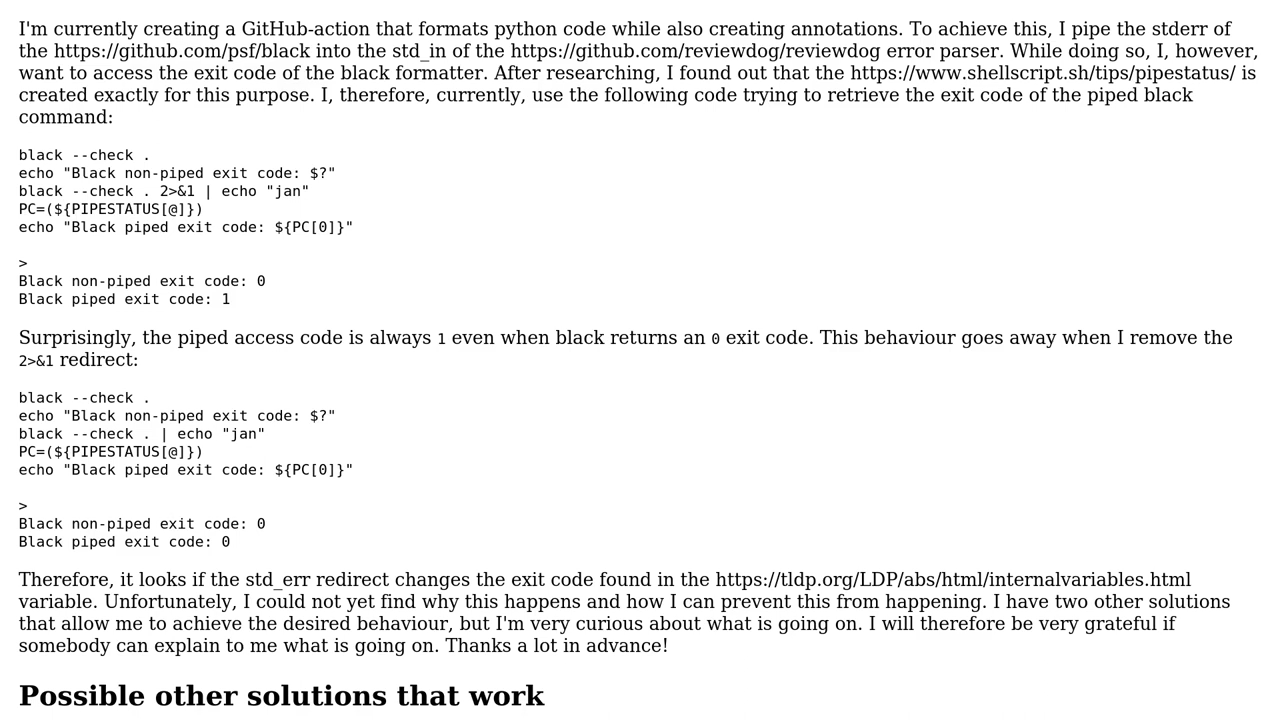 I'm currently creating a GitHub-action that formats python code while also creating annotations. To achieve this, I pipe the stderr of
the https://github.com/psf/black into the std_in of the https://github.com/reviewdog/reviewdog error parser. While doing so, I, however,
want to access the exit code of the black formatter. After researching, I found out that the https://www.shellscript.sh/tips/pipestatus/ is
created exactly for this purpose. I, therefore, currently, use the following code trying to retrieve the exit code of the piped black
command:
black --check .
echo "Black non-piped exit code: $?"
black --check . 2>&1 | echo "jan"
PC=(${PIPESTATUS[@]})
echo "Black piped exit code: ${PC[0]}"
>
Black non-piped exit code: 0
Black piped exit code: 1
Surprisingly, the piped access code is always 1 even when black returns an 0 exit code. This behaviour goes away when I remove the
2>&1 redirect:
black --check .
echo "Black non-piped exit code: $?"
black --check . | echo "jan"
PC=(${PIPESTATUS[@]})
echo "Black piped exit code: ${PC[0]}"
>
Black non-piped exit code: 0
Black piped exit code: 0
Therefore, it looks if the std_err redirect changes the exit code found in the https://tldp.org/LDP/abs/html/internalvariables.html
variable. Unfortunately, I could not yet find why this happens and how I can prevent this from happening. I have two other solutions
that allow me to achieve the desired behaviour, but I'm very curious about what is going on. I will therefore be very grateful if
somebody can explain to me what is going on. Thanks a lot in advance!
Possible other solutions that work